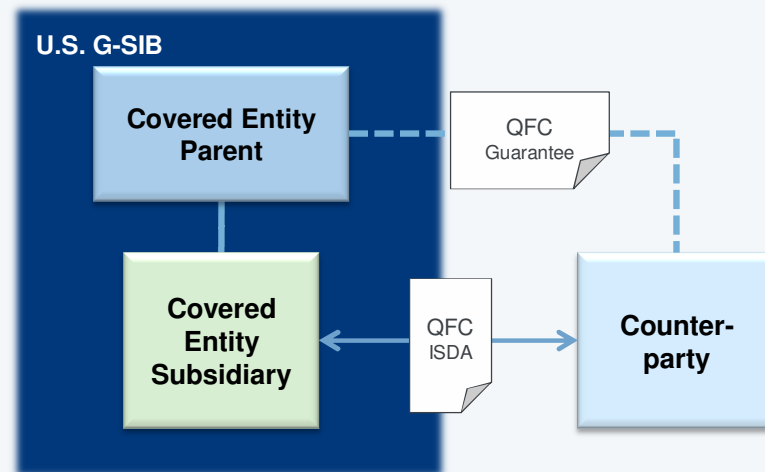 U.S. G-SIB
Covered Entity
Parent
QFC
Guarantee
Covered
Entity
Subsidiary
QFC
ISDA
Counter-
party